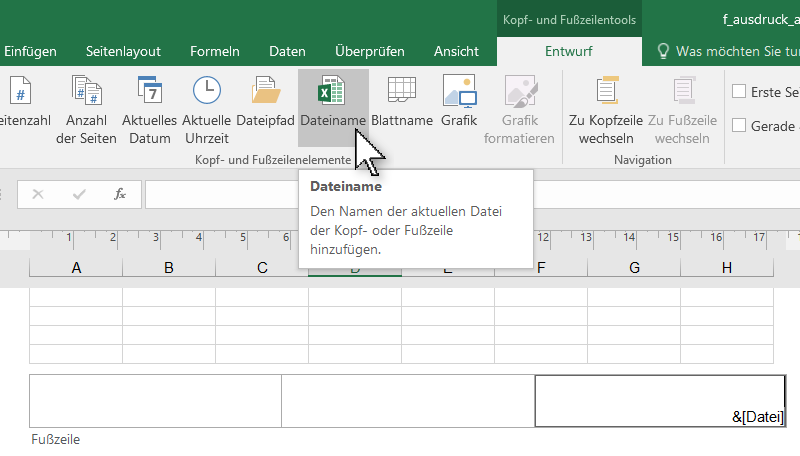 Kopf- und Fußzeilentools
f_ausdruck_a
Einfügen Seitenlayout Formeln Daten Überprüfen Ansicht Entwurf Was möchten Sie tun
# # # 7
eitenzahl Anzahl der Seiten Aktuelles Datum Aktuelle Uhrzeit Dateipfad Dateiname Blattname Grafik Grafik formatieren Zu Kopfzeile wechseln Zu Fußzeile wechseln
Erste Sei
Gerade
Kopf- und Fußzeilenelemente Navigation
Dateiname
Den Namen der aktuellen Datei
der Kopf- oder Fußzeile
hinzufügen.
fx
1 2 3 4 5 6 12 13 14 15 16 17
A B C D E F G H
&[Datei]
Fußzeile